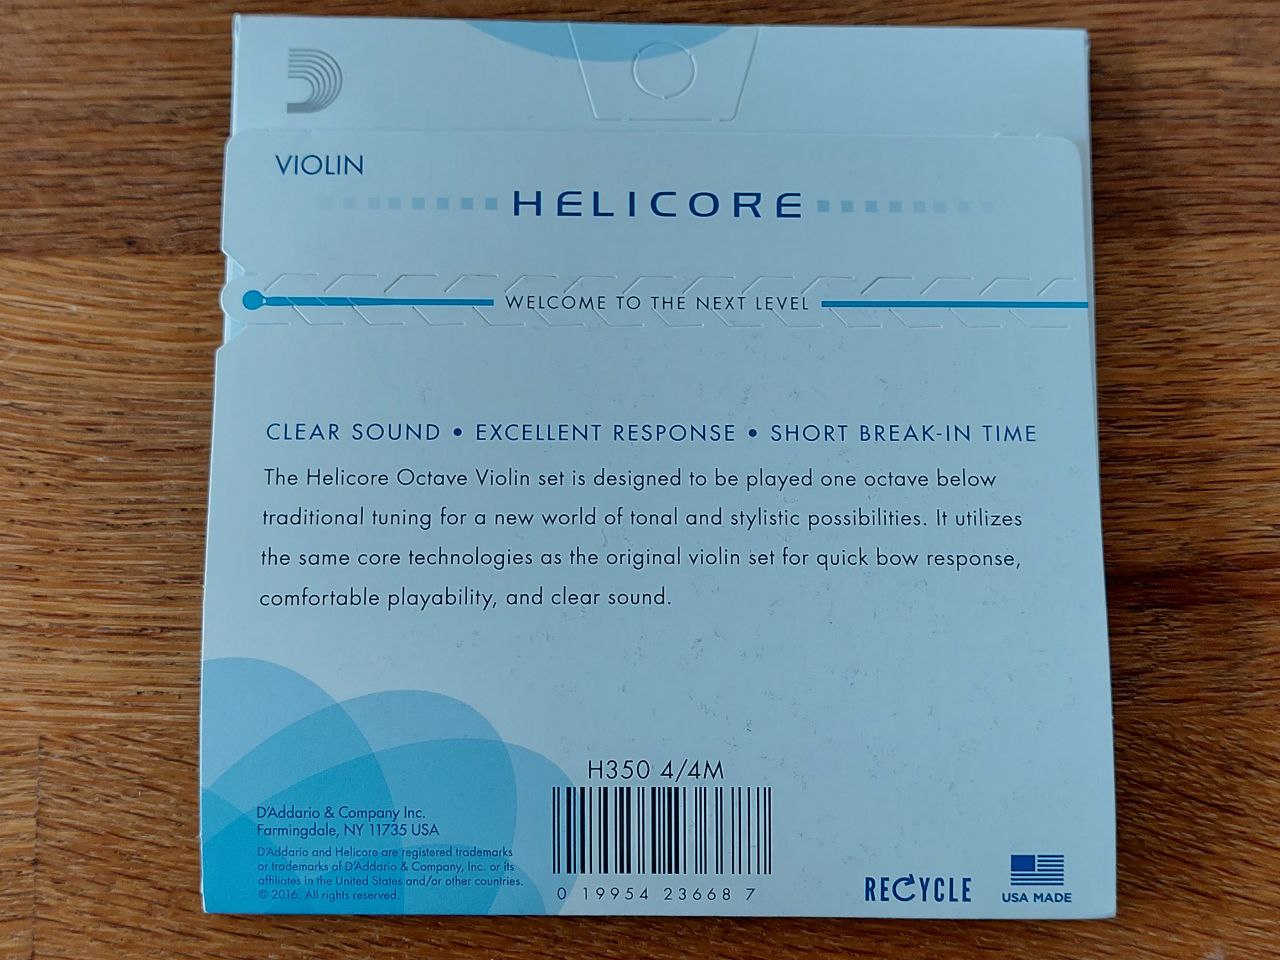 VIOLIN
HELICORE
WELCOME TO THE NEXT LEVEL
CLEAR SOUND • EXCELLENT RESPONSE • SHORT BREAK-IN TIME
The Helicore Octave Violin set is designed to be played one octave below
traditional tuning for a new world of tonal and stylistic possibilities. It utilizes
the same core technologies as the original violin set for quick bow response,
comfortable playability, and clear sound.
H350 4/4M
D'Addario & Company Inc.
Farmingdale, NY 11735 USA
D'Addario and Helicore are registered trademarks
or trademarks of D'Addario & Company, Inc. or its
affiliates in the United States and/or other countries.
© 2016. All rights reserved.
0 19954 23668 7
RECYCLE
USA MADE